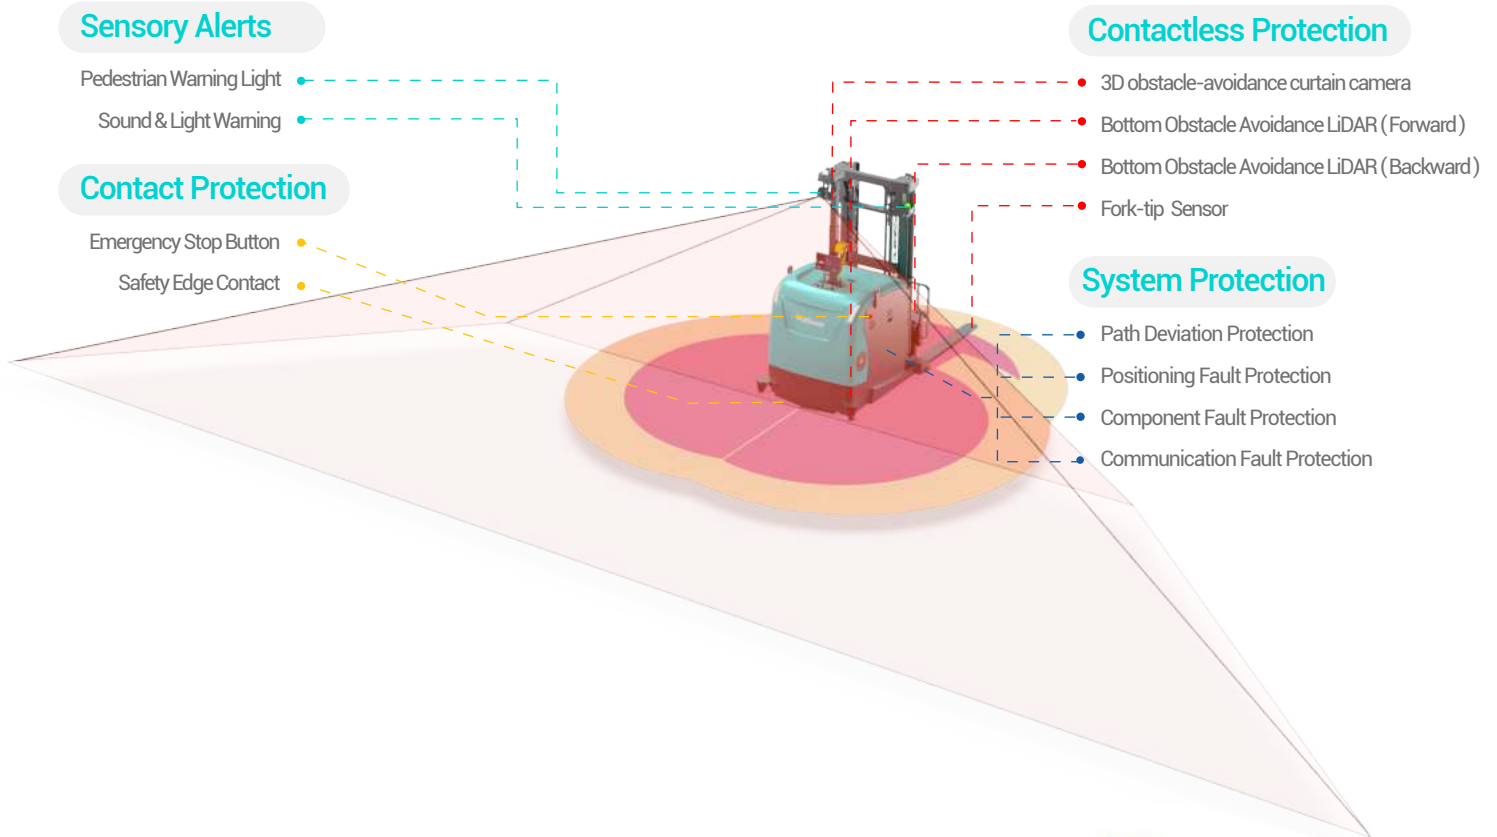 Sensory Alerts
Pedestrian Warning Light
Sound & Light Warning
Contact Protection
Emergency Stop Button
Safety Edge Contact
Contactless Protection
3D obstacle-avoidance curtain camera
Bottom Obstacle Avoidance LiDAR ( Forward )
Bottom Obstacle Avoidance LiDAR ( Backward )
Fork-tip Sensor
System Protection
Path Deviation Protection
Positioning Fault Protection
Component Fault Protection
Communication Fault Protection